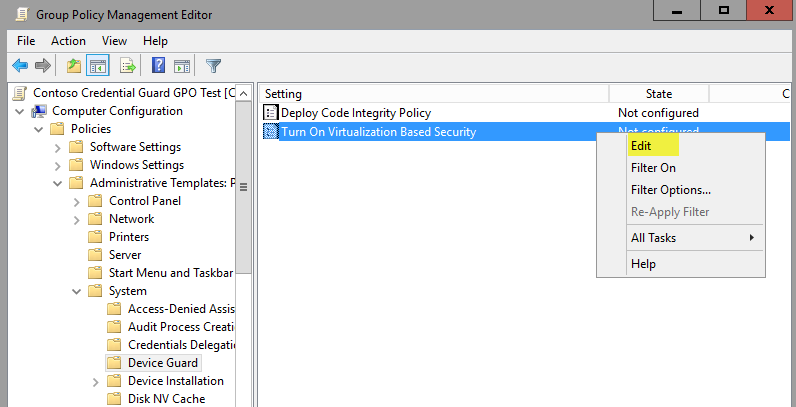 Group Policy Management Editor
File Action View Help
Contoso Credential Guard GPO Test [C
Computer Configuration
Policies
Software Settings
Windows Settings
Administrative Templates: P
Control Panel
Network
Printers
Server
Start Menu and Taskbar
System
Access-Denied Assis
Audit Process Creati
Credentials Delegati
Device Guard
Device Installation
Disk NV Cache
Setting State C
Deploy Code Integrity Policy Not configured
Turn On Virtualization Based Security Not configured
Edit
Filter On
Filter Options...
Re-Apply Filter
All Tasks
Help